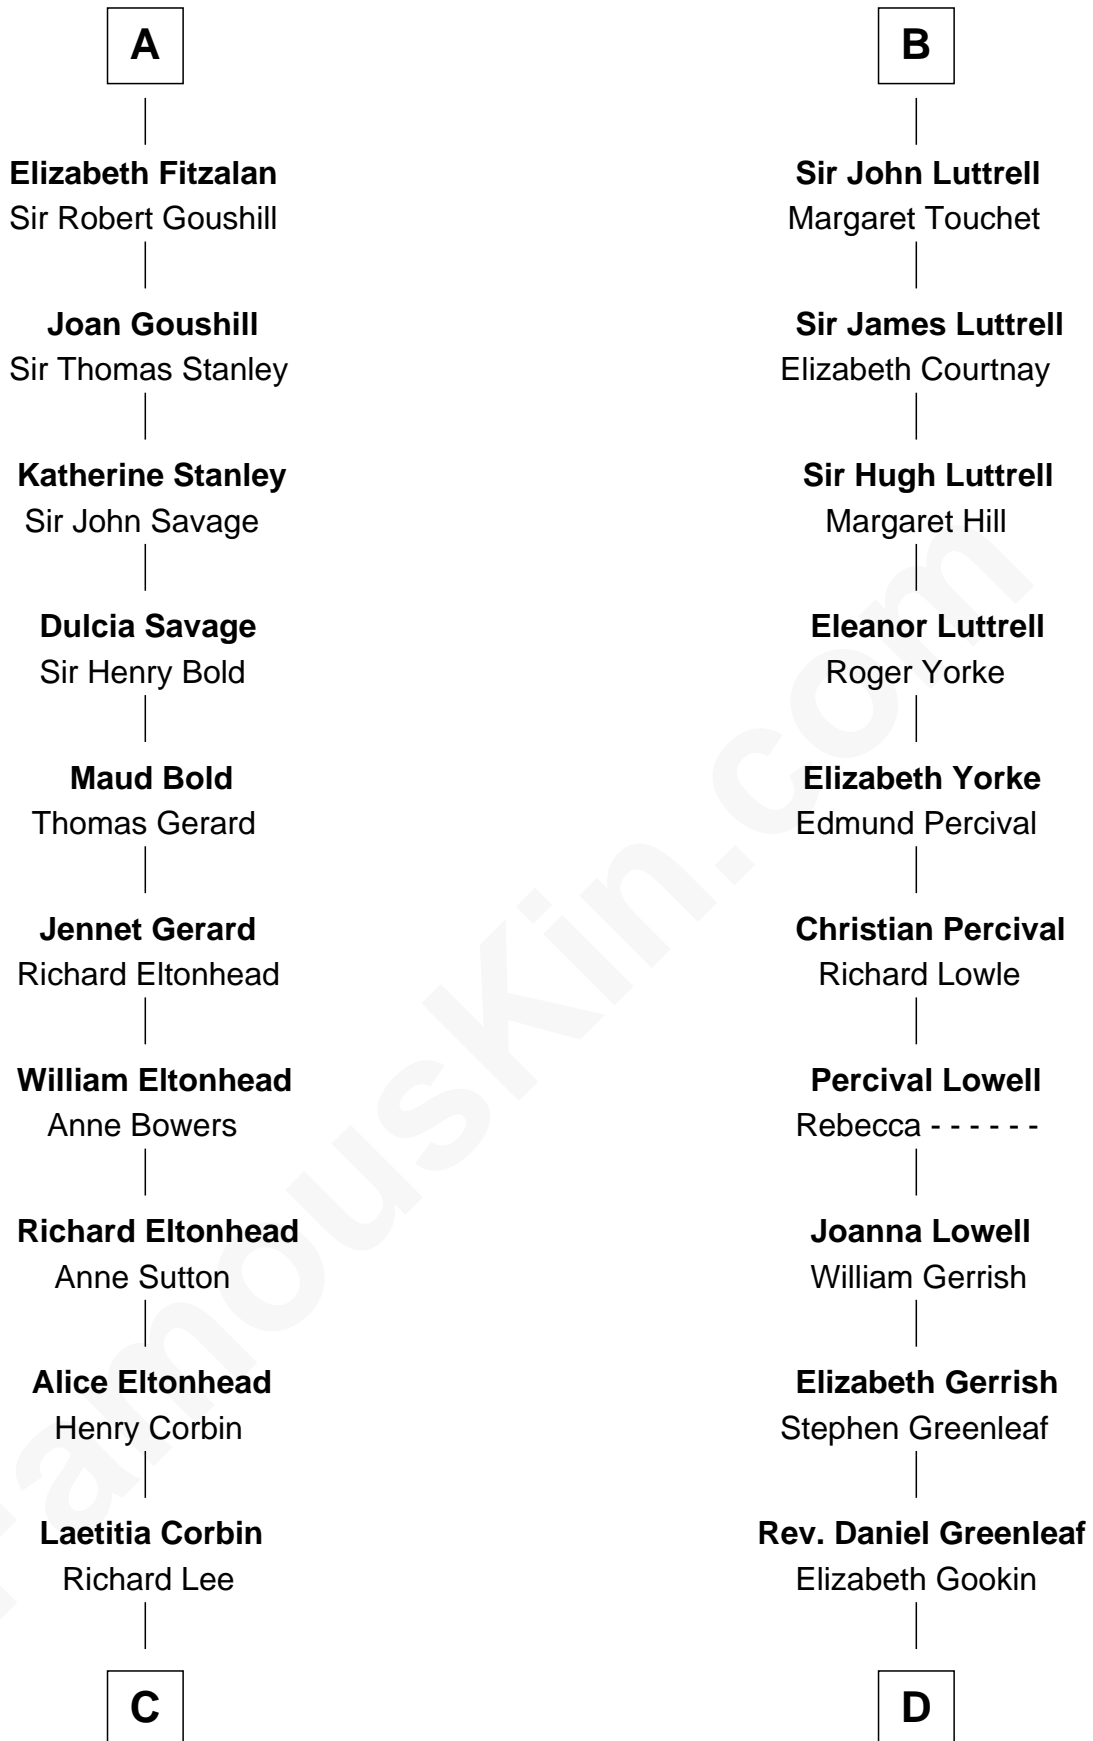 A
Elizabeth Fitzalan
Sir Robert Goushill
Joan Goushill
Sir Thomas Stanley
Katherine Stanley
Sir John Savage
Dulcia Savage
Sir Henry Bold
Maud Bold
Thomas Gerard
Jennet Gerard
Richard Eltonhead
William Eltonhead
Anne Bowers
Richard Eltonhead
Anne Sutton
Alice Eltonhead
Henry Corbin
Laetitia Corbin
Richard Lee
C
B
Sir John Luttrell
Margaret Touchet
Sir James Luttrell
Elizabeth Courtnay
Sir Hugh Luttrell
Margaret Hill
Eleanor Luttrell
Roger Yorke
Elizabeth Yorke
Edmund Percival
Christian Percival
Richard Lowle
Percival Lowell
Rebecca - - - - - -
Joanna Lowell
William Gerrish
Elizabeth Gerrish
Stephen Greenleaf
Rev. Daniel Greenleaf
Elizabeth Gookin
D
FamousKin.com